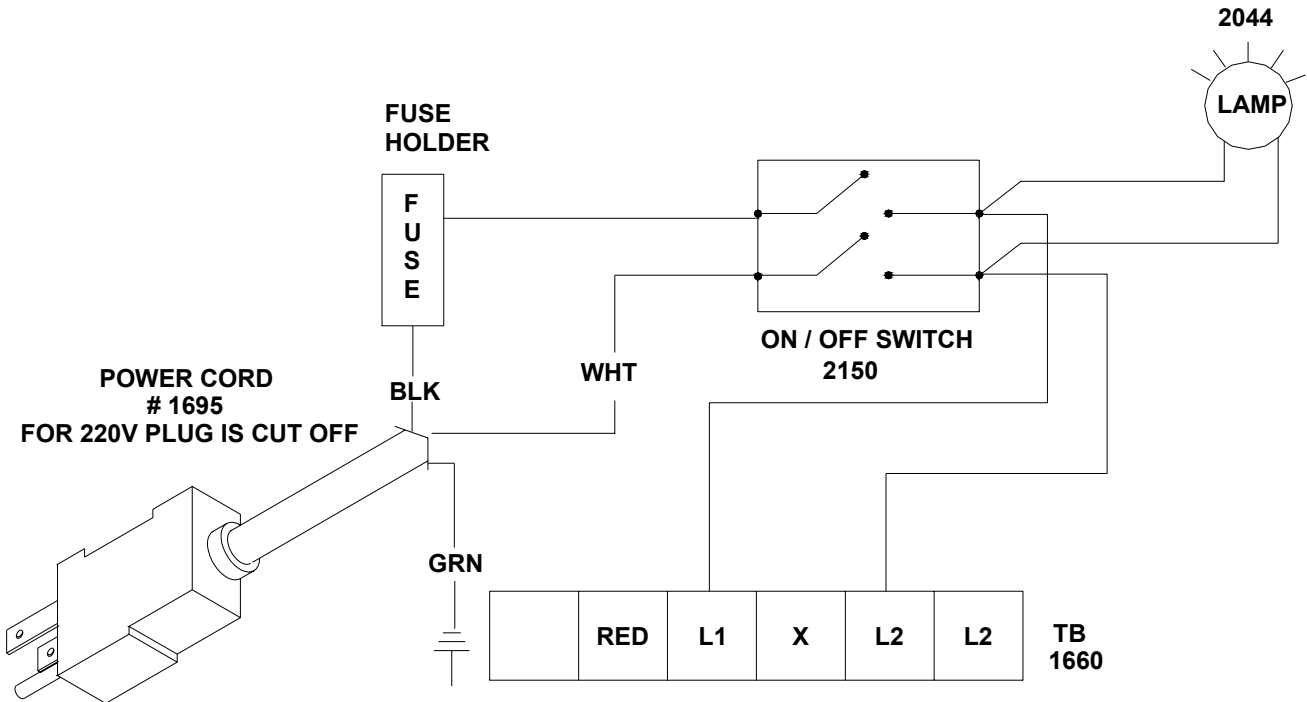 2044
LAMP
FUSE
HOLDER
F
U
S
E
ON / OFF SWITCH
2150
WHT
BLK
POWER CORD
# 1695
FOR 220V PLUG IS CUT OFF
GRN
RED L1 X L2 L2
TB
1660